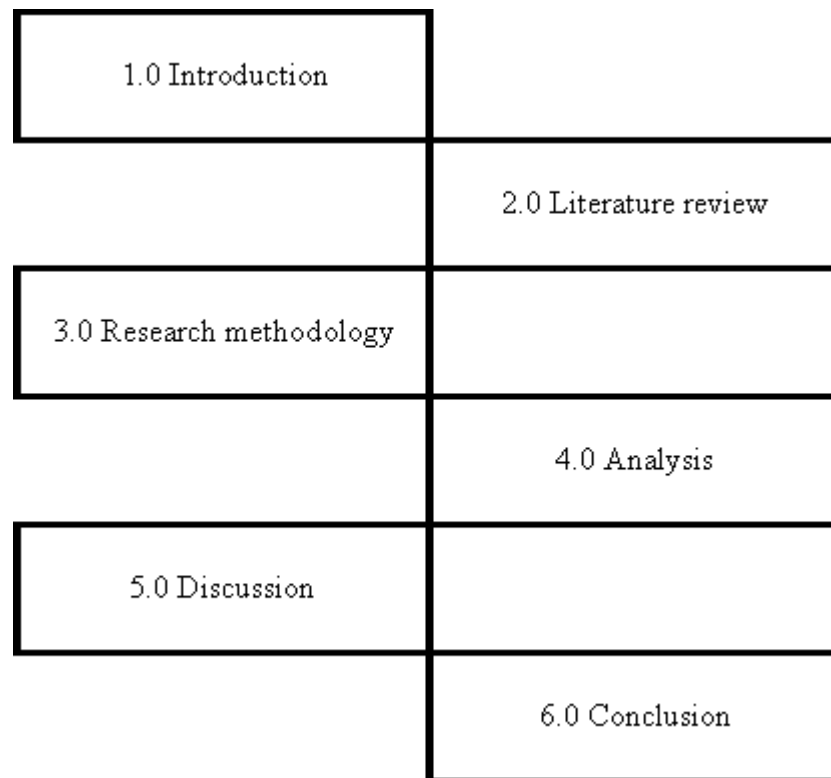 1.0 Introduction
2.0 Literature review
3.0 Research methodology
4.0 Analysis
5.0 Discussion
6.0 Conclusion